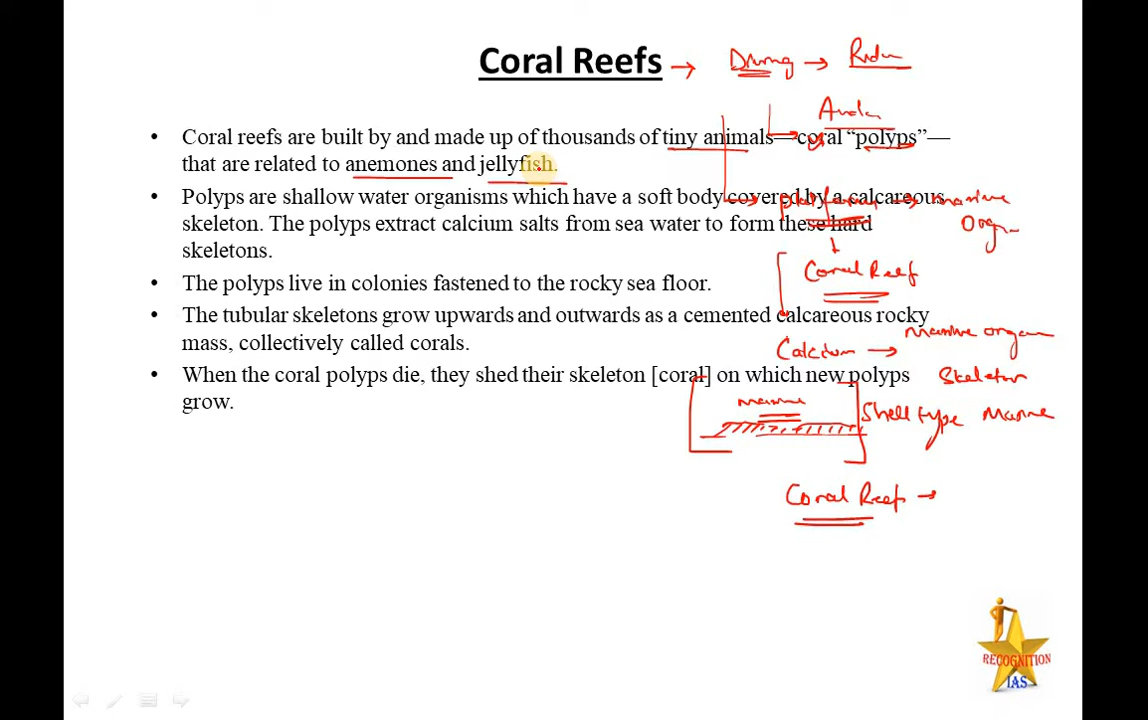 Coral Reefs → Driving →
• Coral reefs are built by and made up of thousands of tiny animals—coral “polyps”—
that are related to anemones and jellyfish.
• Polyps are shallow water organisms which have a soft body covered by a calcareous
skeleton. The polyps extract calcium salts from sea water to form these hard
skeletons.
Coral Reef
• The polyps live in colonies fastened to the rocky sea floor.
• The tubular skeletons grow upwards and outwards as a cemented calcareous rocky
mass, collectively called corals.
Calcium →
• When the coral polyps die, they shed their skeleton [coral] on which new polyps
grow.
Skeleton
Marine
Shell type Marine
Coral Reef →
RECOGNITION
IAS